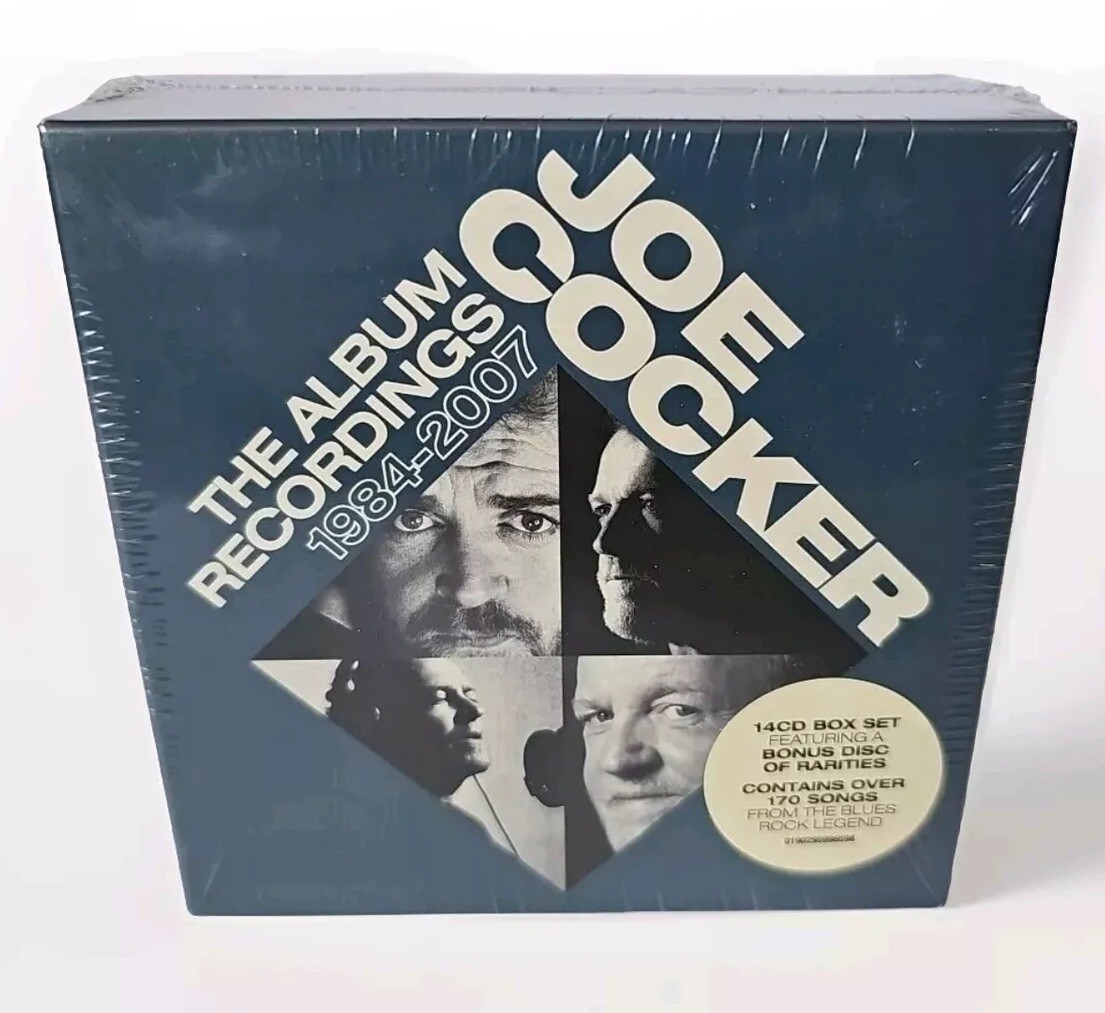 JOE
COCKER
THE ALBUM
RECORDINGS
1984-2007
14CD BOX SET
FEATURING A
BONUS DISC
OF RARITIES
CONTAINS OVER
170 SONGS
FROM THE BLUES
ROCK LEGEND